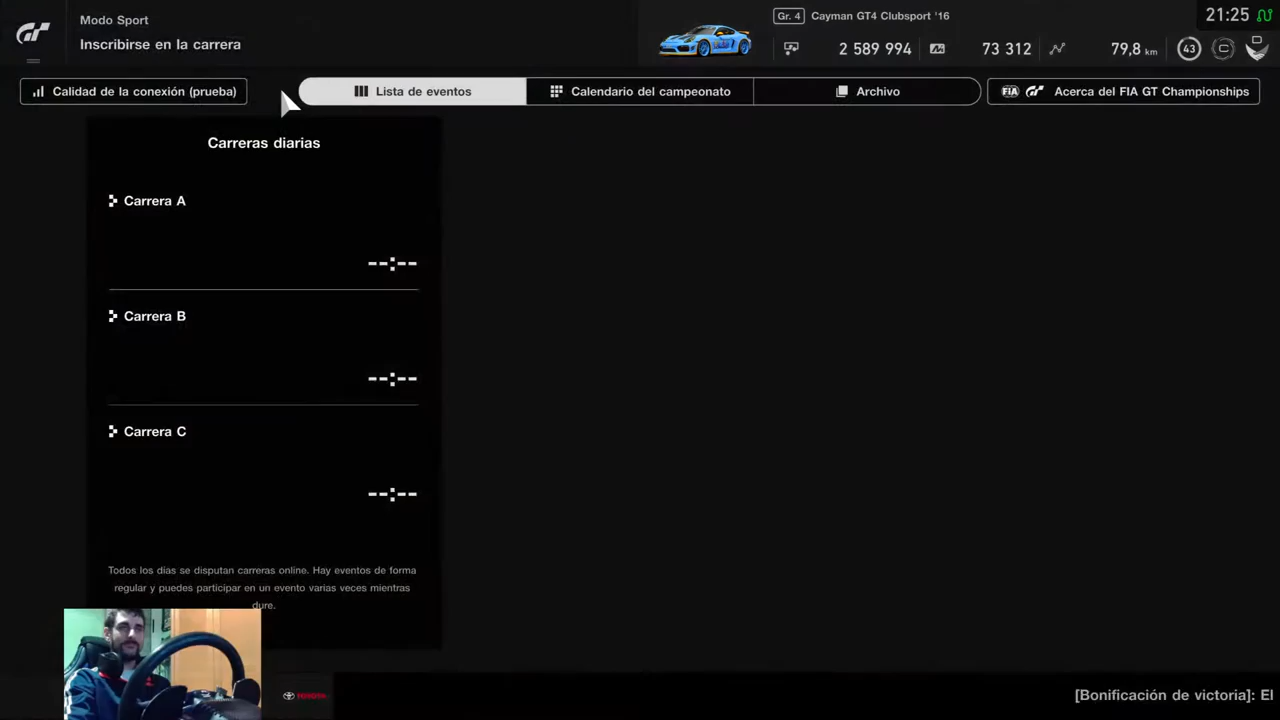 Modo Sport
Inscribirse en la carrera
Gr. 4 Cayman GT4 Clubsport '16
2 589 994
73 312
79,8 km
43
C
21:25
Calidad de la conexión (prueba)
Lista de eventos
Calendario del campeonato
Archivo
FIA GT Acerca del FIA GT Championships
Carreras diarias
Carrera A
--:--
Carrera B
--:--
Carrera C
--:--
Todos los días se disputan carreras online. Hay eventos de forma
regular y puedes participar en un evento varias veces mientras
dure.
TOYOTA
[Bonificación de victoria]: El